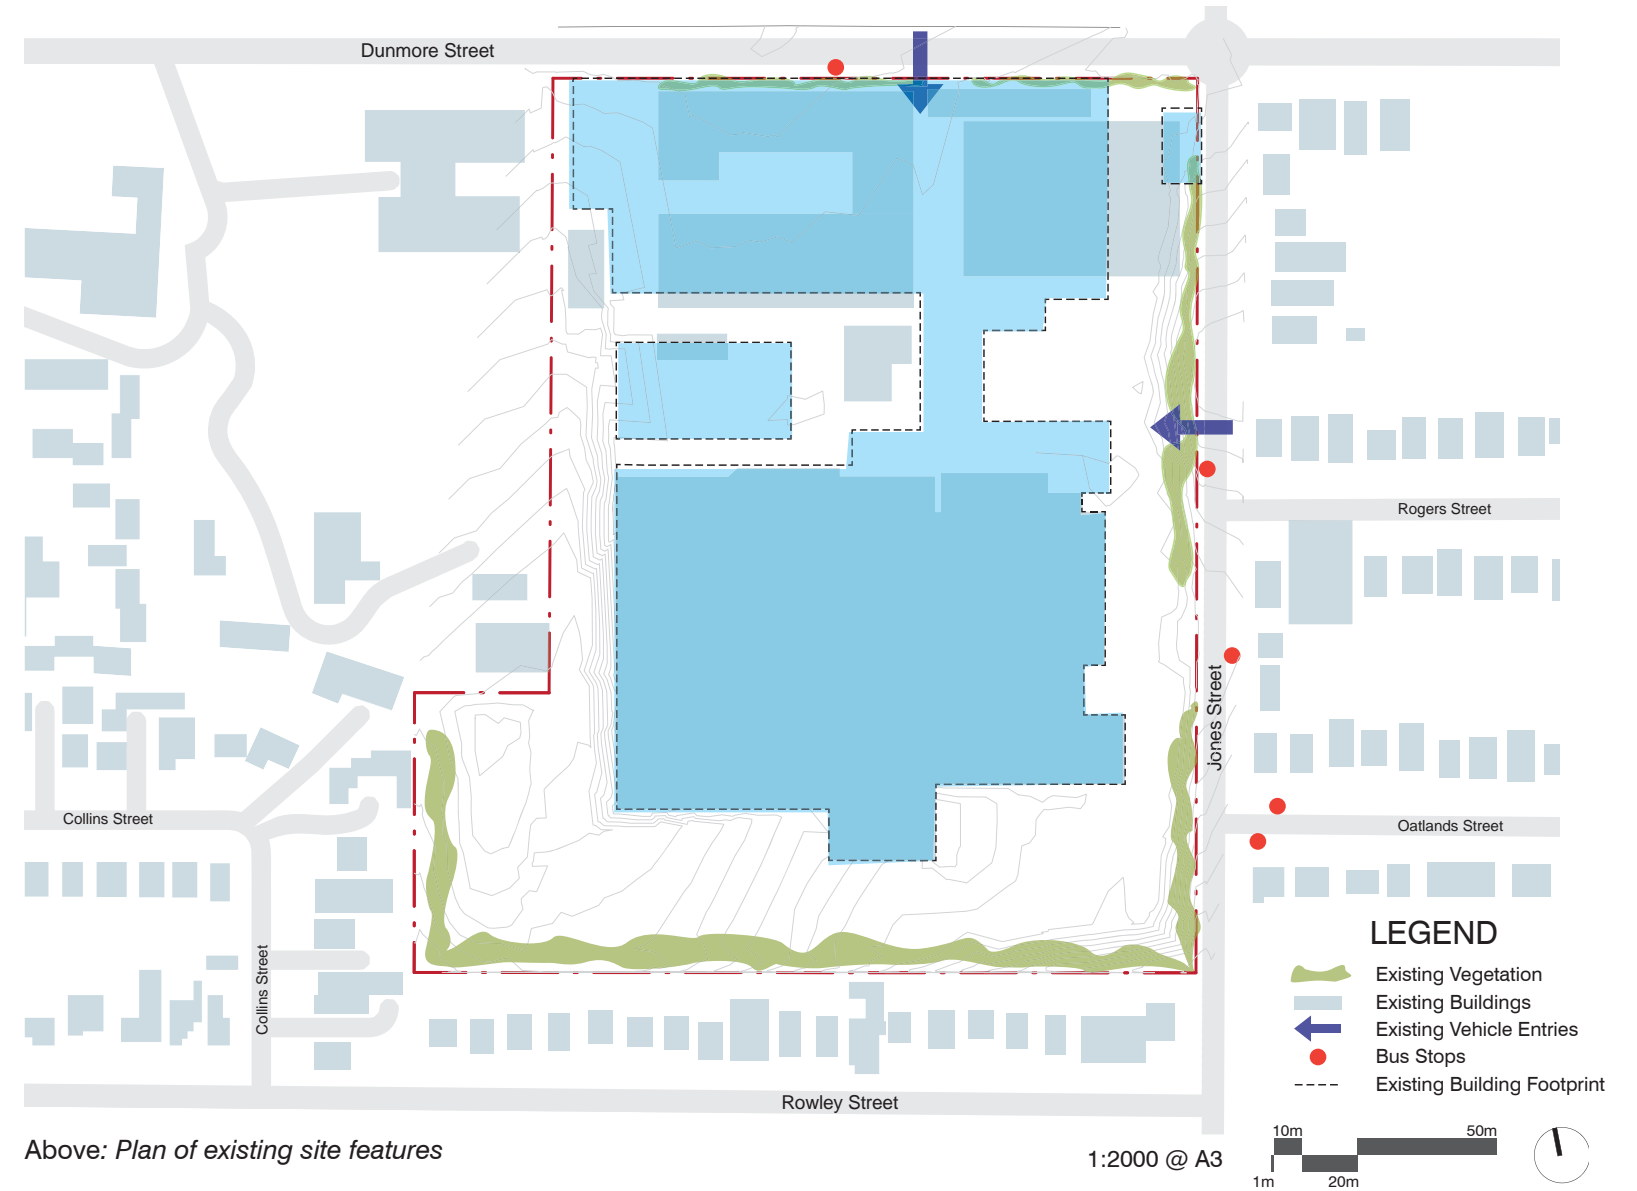 Dunmore Street
Rogers Street
Jones Street
Collins Street
Oatlands Street
Collins Street
Rowley Street
LEGEND
Existing Vegetation
Existing Buildings
Existing Vehicle Entries
Bus Stops
Existing Building Footprint
Above: Plan of existing site features
1:2000 @ A3
10m 50m
1m 20m